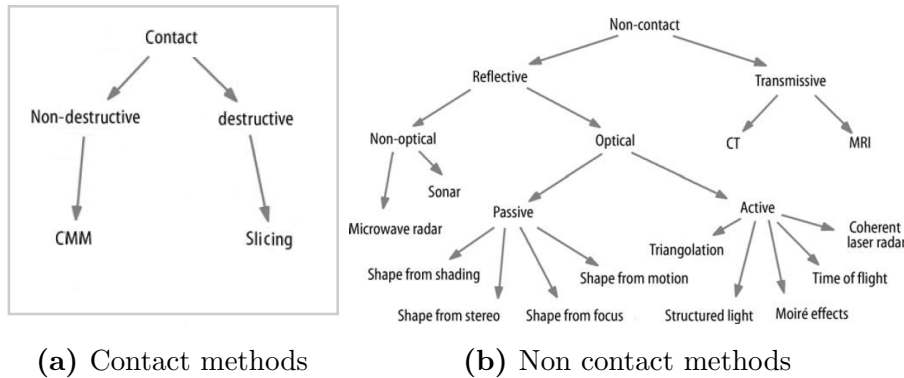 Contact
Non-destructive
destructive
CMM
Slicing
(a) Contact methods
Non-contact
Reflective
Transmissive
Non-optical
Optical
CT
MRI
Sonar
Microwave radar
Passive
Active
Shape from shading
Shape from stereo
Shape from focus
Shape from motion
Triangolation
Structured light
Moiré effects
Time of flight
Coherent
laser radar
(b) Non contact methods